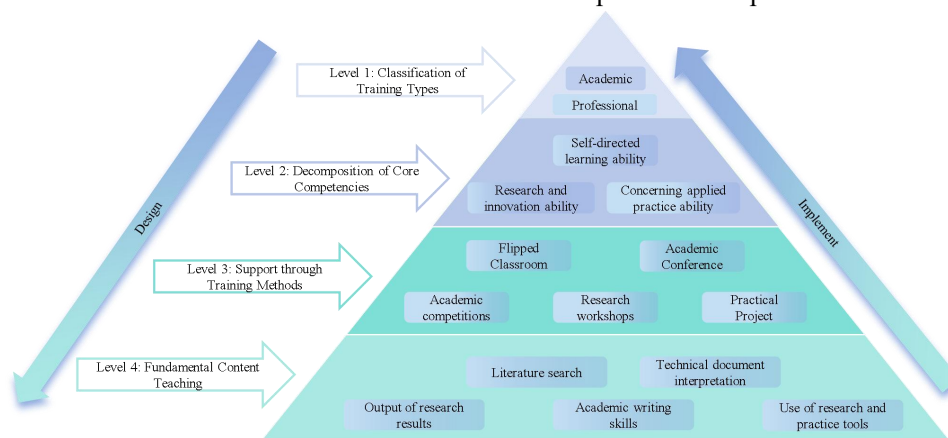 Level 1: Classification of
Training Types
Academic
Professional
Level 2: Decomposition of Core
Competencies
Self-directed
learning ability
Research and
innovation ability
Concerning applied
practice ability
Design
Implement
Level 3: Support through
Training Methods
Flipped
Classroom
Academic
Conference
Academic
competitions
Research
workshops
Practical
Project
Level 4: Fundamental Content
Teaching
Literature search
Technical document
interpretation
Output of research
results
Academic writing
skills
Use of research and
practice tools